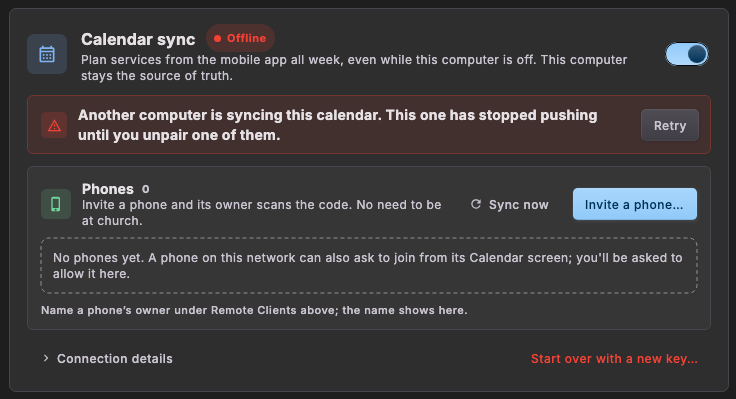 Calendar sync
Offline
Plan services from the mobile app all week, even while this computer is off. This computer
stays the source of truth.
Another computer is syncing this calendar. This one has stopped pushing
until you unpair one of them.
Retry
Phones 0
Invite a phone and its owner scans the code. No need to be
at church.
Sync now
Invite a phone...
No phones yet. A phone on this network can also ask to join from its Calendar screen; you'll be asked to
allow it here.
Name a phone’s owner under Remote Clients above; the name shows here.
Connection details
Start over with a new key...